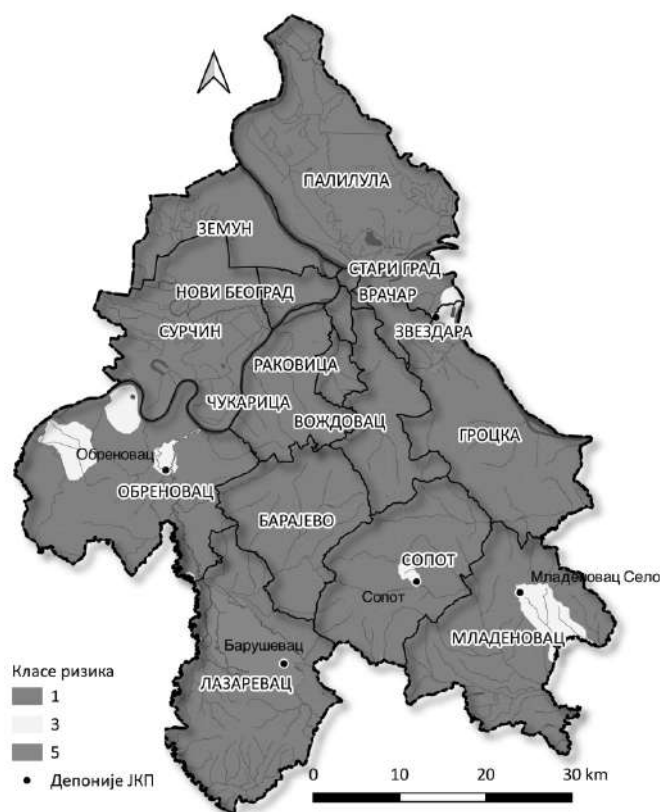 ПАЛИЛУЛА
ЗЕМУН
СТАРИ ГРАД
НОВИ БЕОГРАД
ВРАЧАР
СУРЧИН
ЗВЕЗДАРА
РАКОВИЦА
ЧУКАРИЦА
ВОЖДОВАЦ
ГРОЦКА
Обреновац
ОБРЕНОВАЦ
БАРАЈЕВО
СОПОТ
Сопот
Младеновац Село
МЛАДЕНОВАЦ
Барушевац
ЛАЗАРЕВАЦ
Класе ризика
1
3
5
Депоније ЈКП
0 10 20 30 km